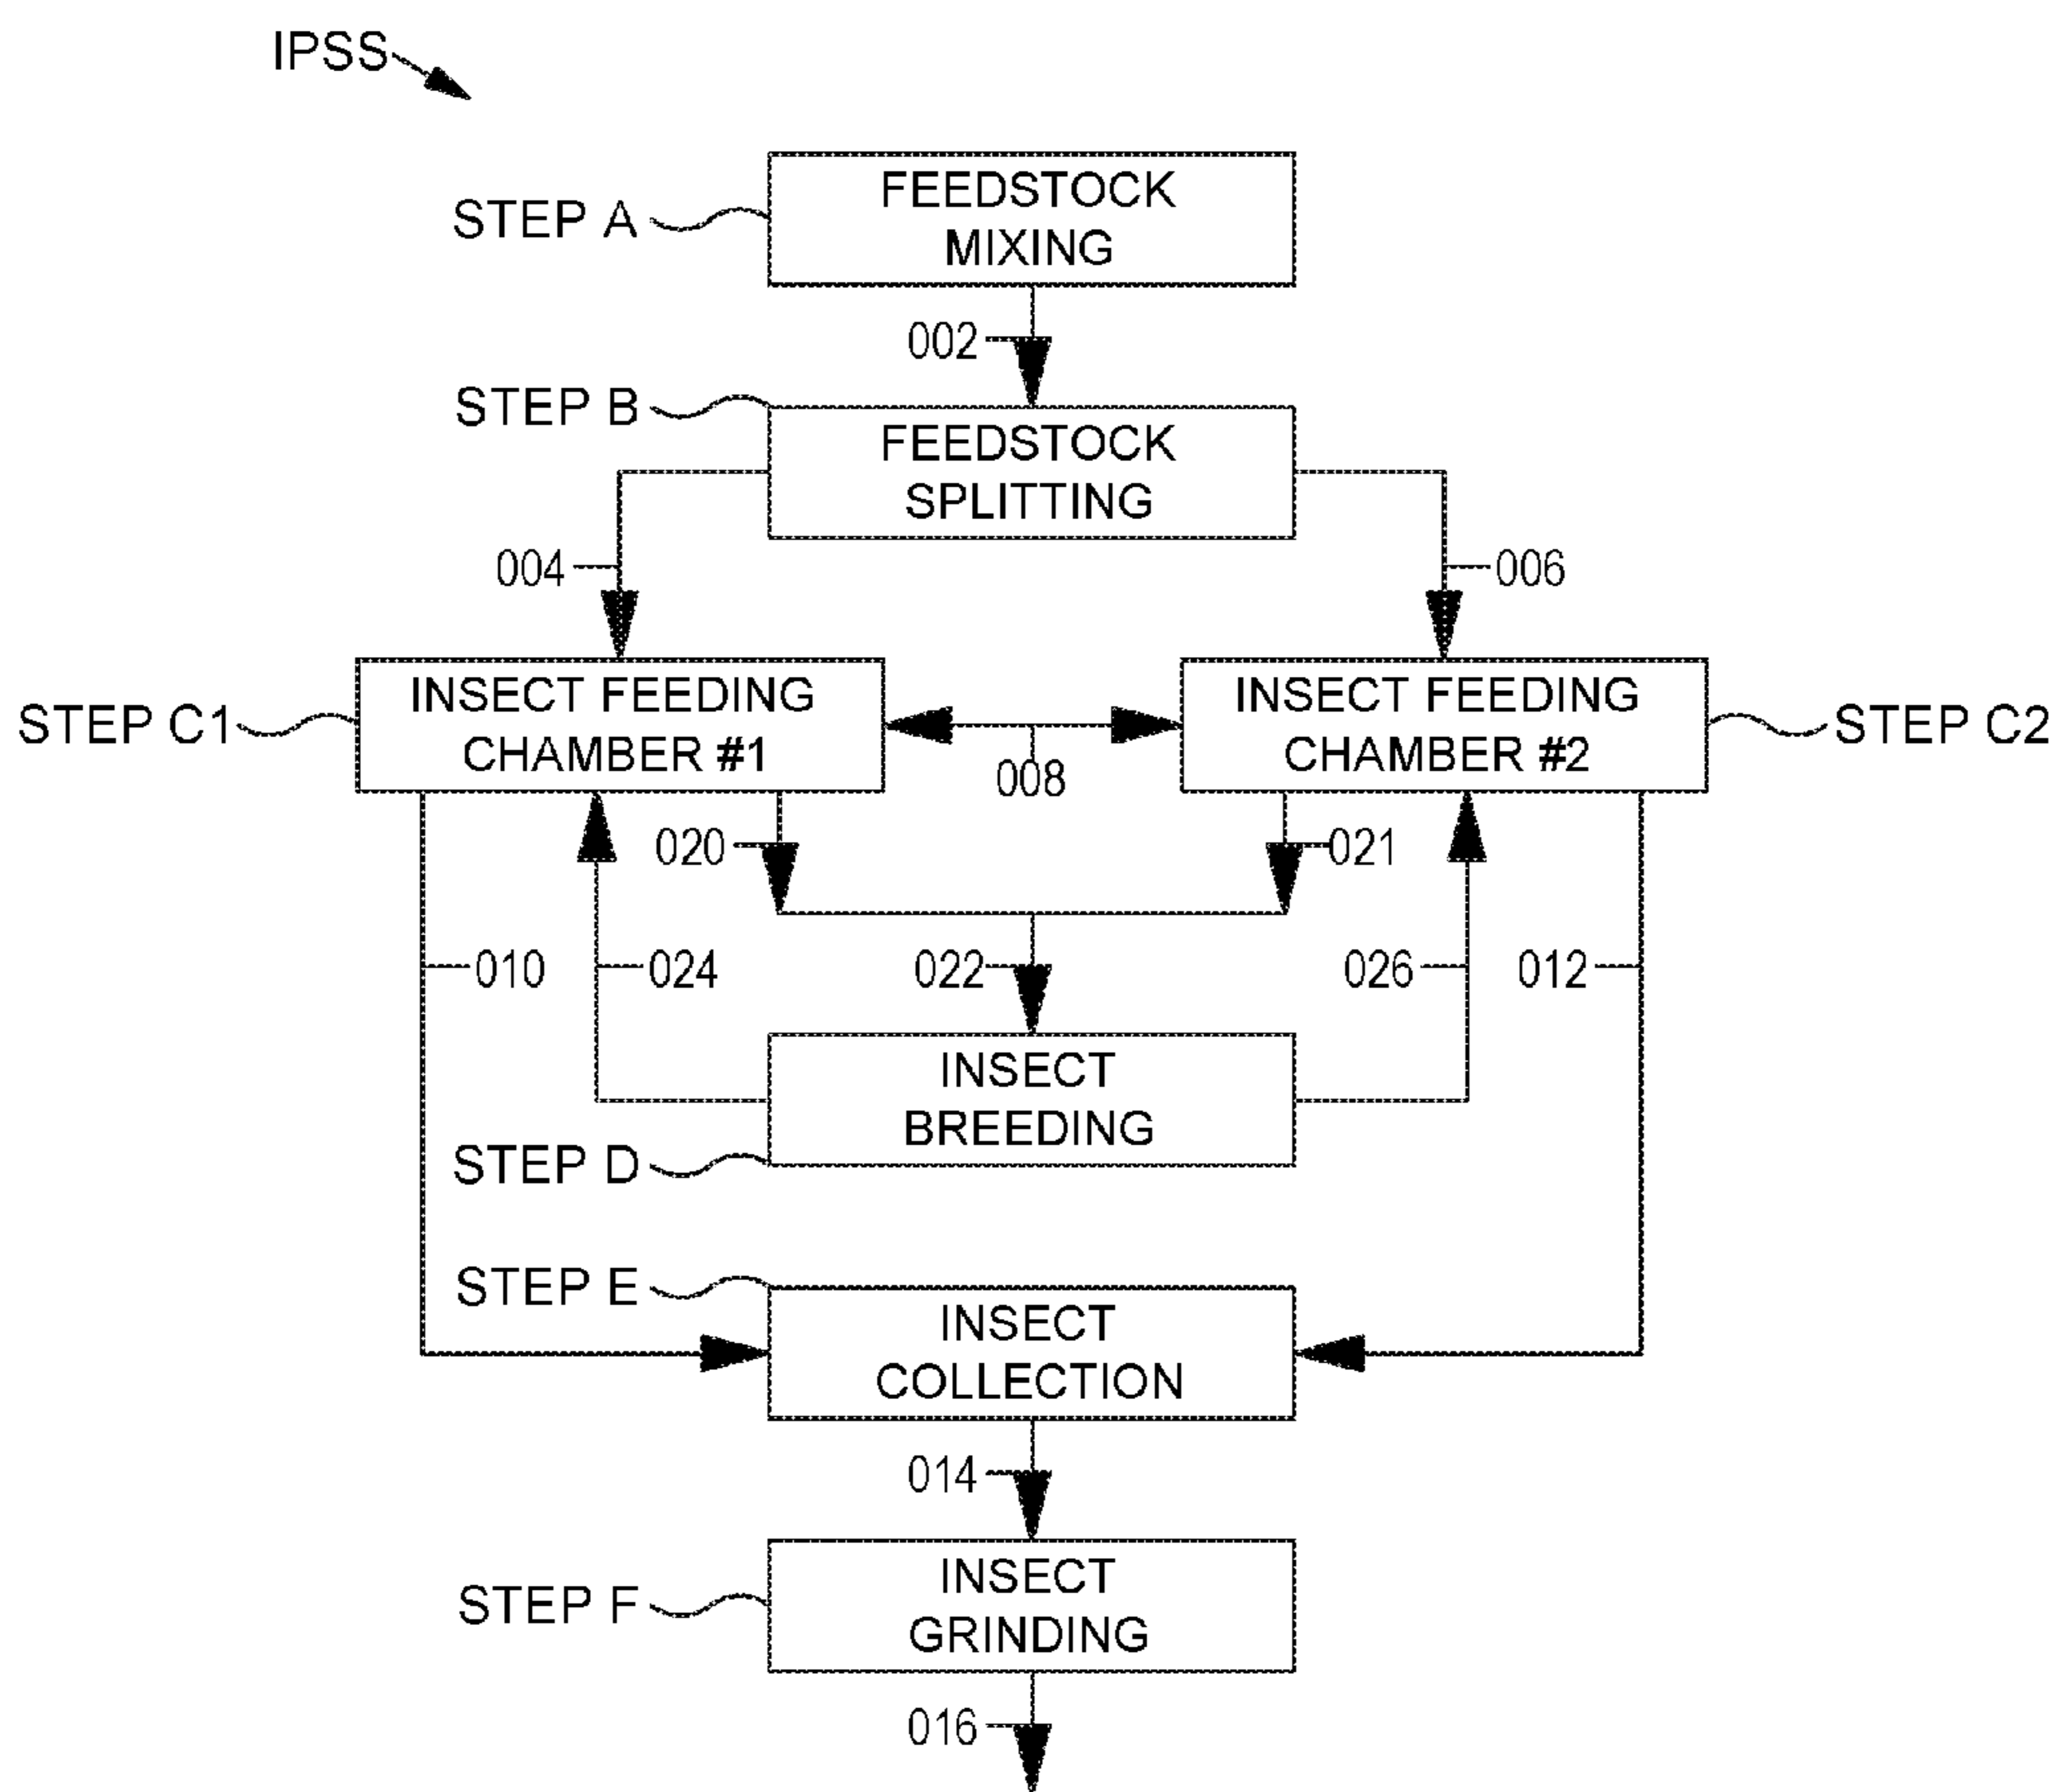 IPSS
STEP A
FEEDSTOCK
MIXING
002
STEP B
FEEDSTOCK
SPLITTING
004
006
STEP C1
INSECT FEEDING
CHAMBER #1
008
INSECT FEEDING
CHAMBER #2
STEP C2
020
021
010
024
022
026
012
INSECT
BREEDING
STEP D
STEP E
INSECT
COLLECTION
014
STEP F
INSECT
GRINDING
016